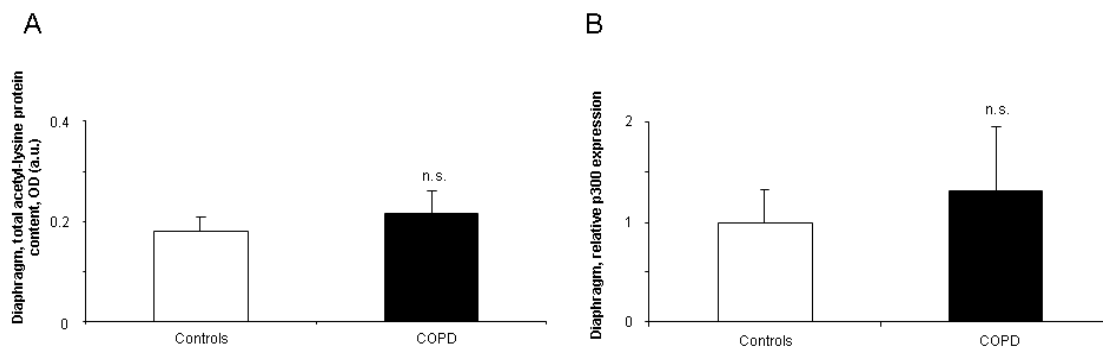 A
Diaphragm, total acetyl-lysine protein
content, OD (a.u.)
0.4
0.2
0
n.s.
Controls
COPD
B
Diaphragm, relative p300 expression
2
1
0
n.s.
Controls
COPD